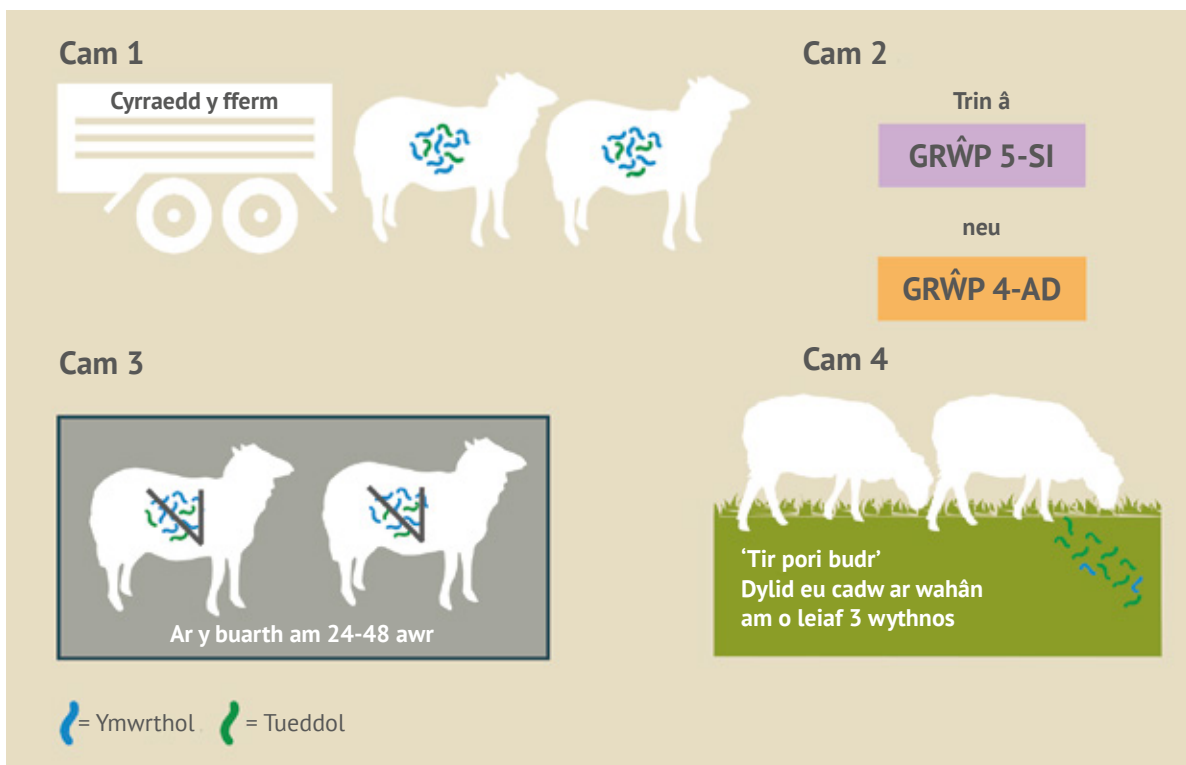 Cam 1
Cyrraedd y fferm
Cam 2
Trin â
GRŴP 5-SI
neu
GRŴP 4-AD
Cam 3
Ar y buarth am 24-48 awr
Cam 4
‘Tir pori budr’
Dylid eu cadw ar wahân
am o leiaf 3 wythnos
= Ymwrthol
= Tueddol